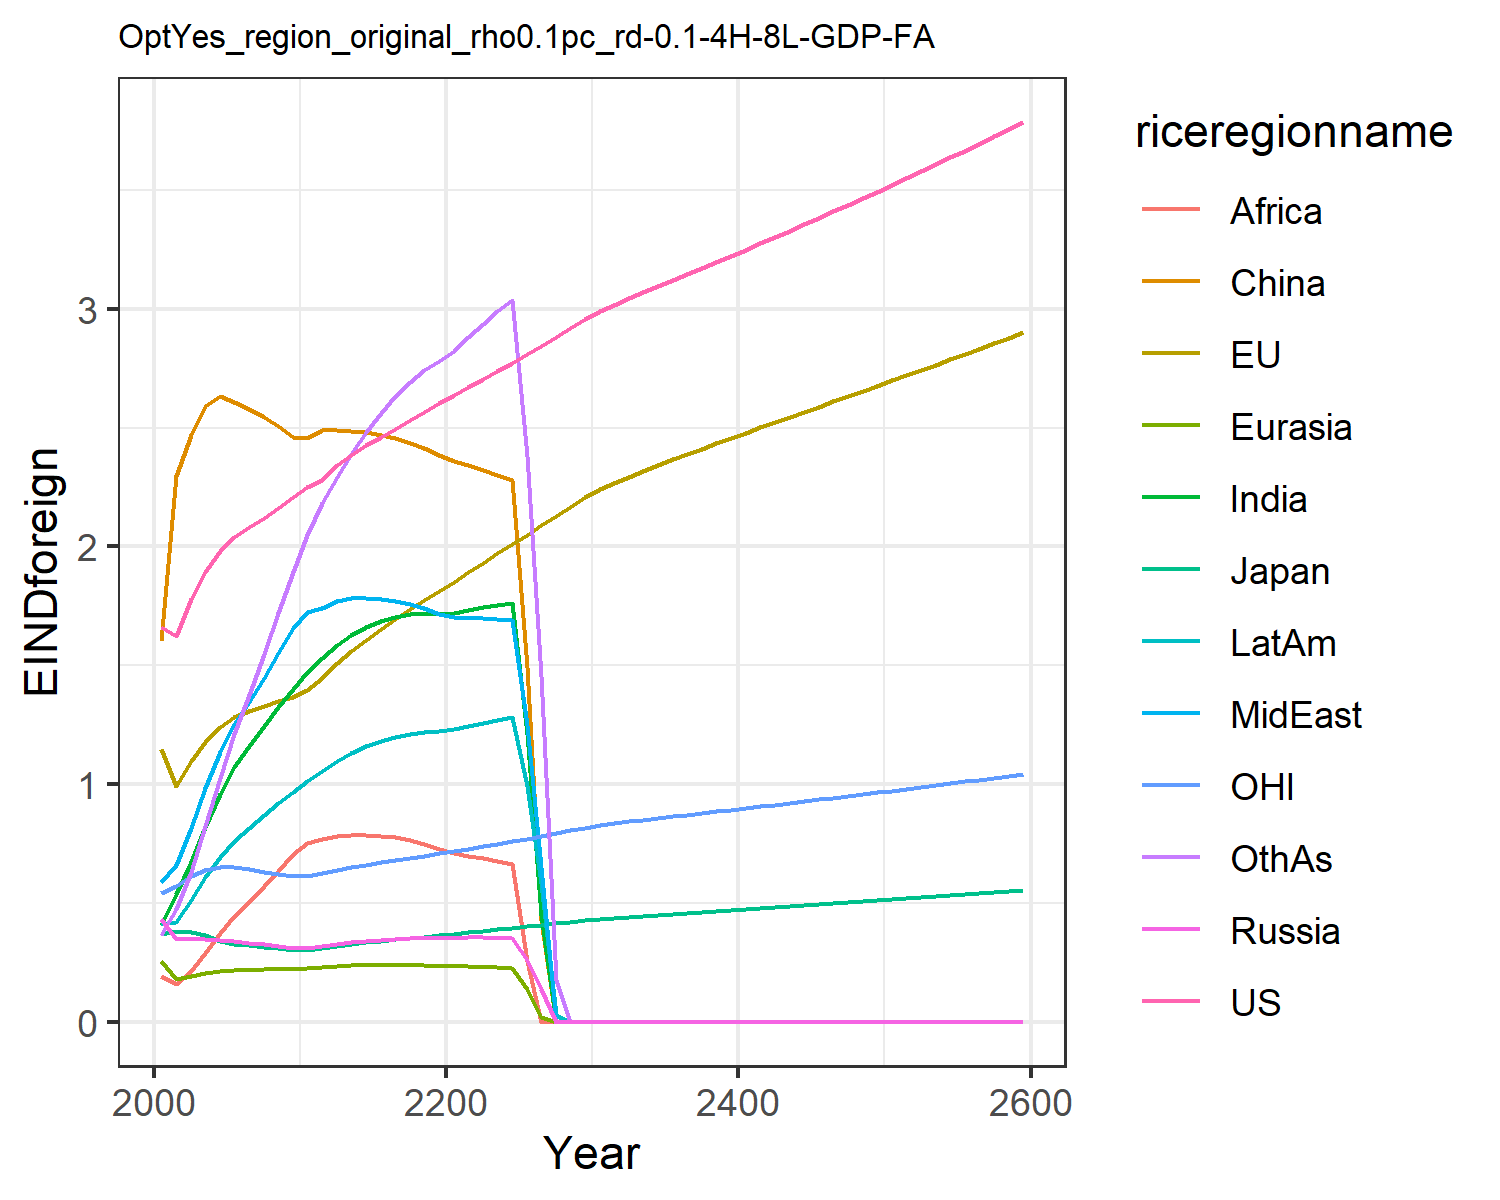 OptYes_region_original_rho0.1pc_rd-0.1-4H-8L-GDP-FA
EINDforeign
3
2
1
0
2000
2200
2400
2600
Year
riceregionname
Africa
China
EU
Eurasia
India
Japan
LatAm
MidEast
OHI
OthAs
Russia
US